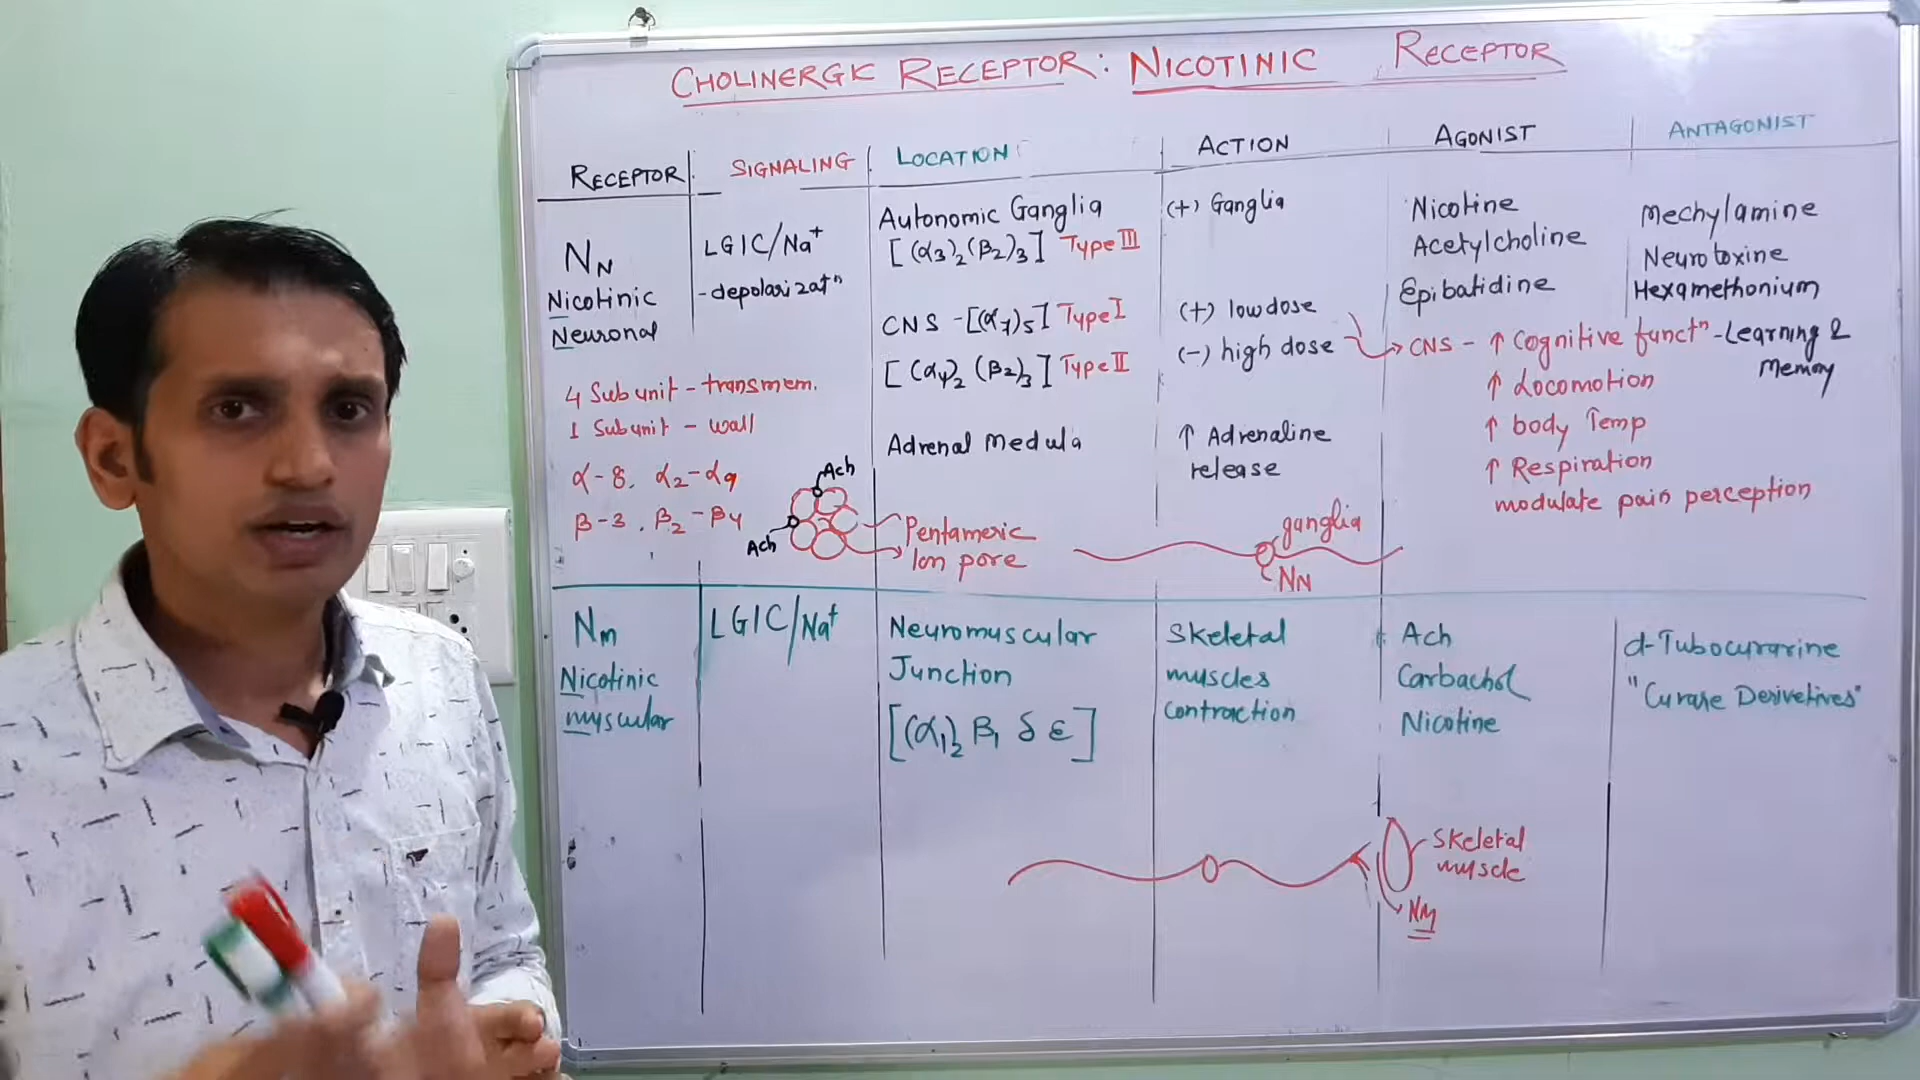 CHOLINERGIC RECEPTOR: NICOTINIC RECEPTOR
RECEPTOR
SIGNALING
LOCATION
ACTION
AGONIST
ANTAGONIST
NN
Nicotinic
Neuronal
LGIC/Na+
-depolarizatn
Autonomic Ganglia
[(α3)2(β2)3] Type III
CNS -[(α7)5] Type I
[(α4)2 (β2)3] Type II
Adrenal Medula
(+) Ganglia
(+) low dose
(-) high dose
↑ Adrenaline
release
Nicotine
Acetylcholine
Epibatidine
Mechylamine
Neurotoxine
Hexamethonium
CNS - ↑ Cognitive functn -Learning &
Memory
↑ Locomotion
↑ body Temp
↑ Respiration
modulate pain perception
4 Subunit - transmem.
1 Subunit - wall
α-8, α2-α9
β-3, β2-β4
Ach
Ach
Pentameric
Ion pore
ganglia
NN
Nm
Nicotinic
muscular
LGIC/Na+
Neuromuscular
Junction
[(α1)2 β1 δ ε]
Skeletal
muscles
contraction
Ach
Carbachol
Nicotine
d-Tubocurarine
"Curare Derivetives"
Skeletal
muscle
NM